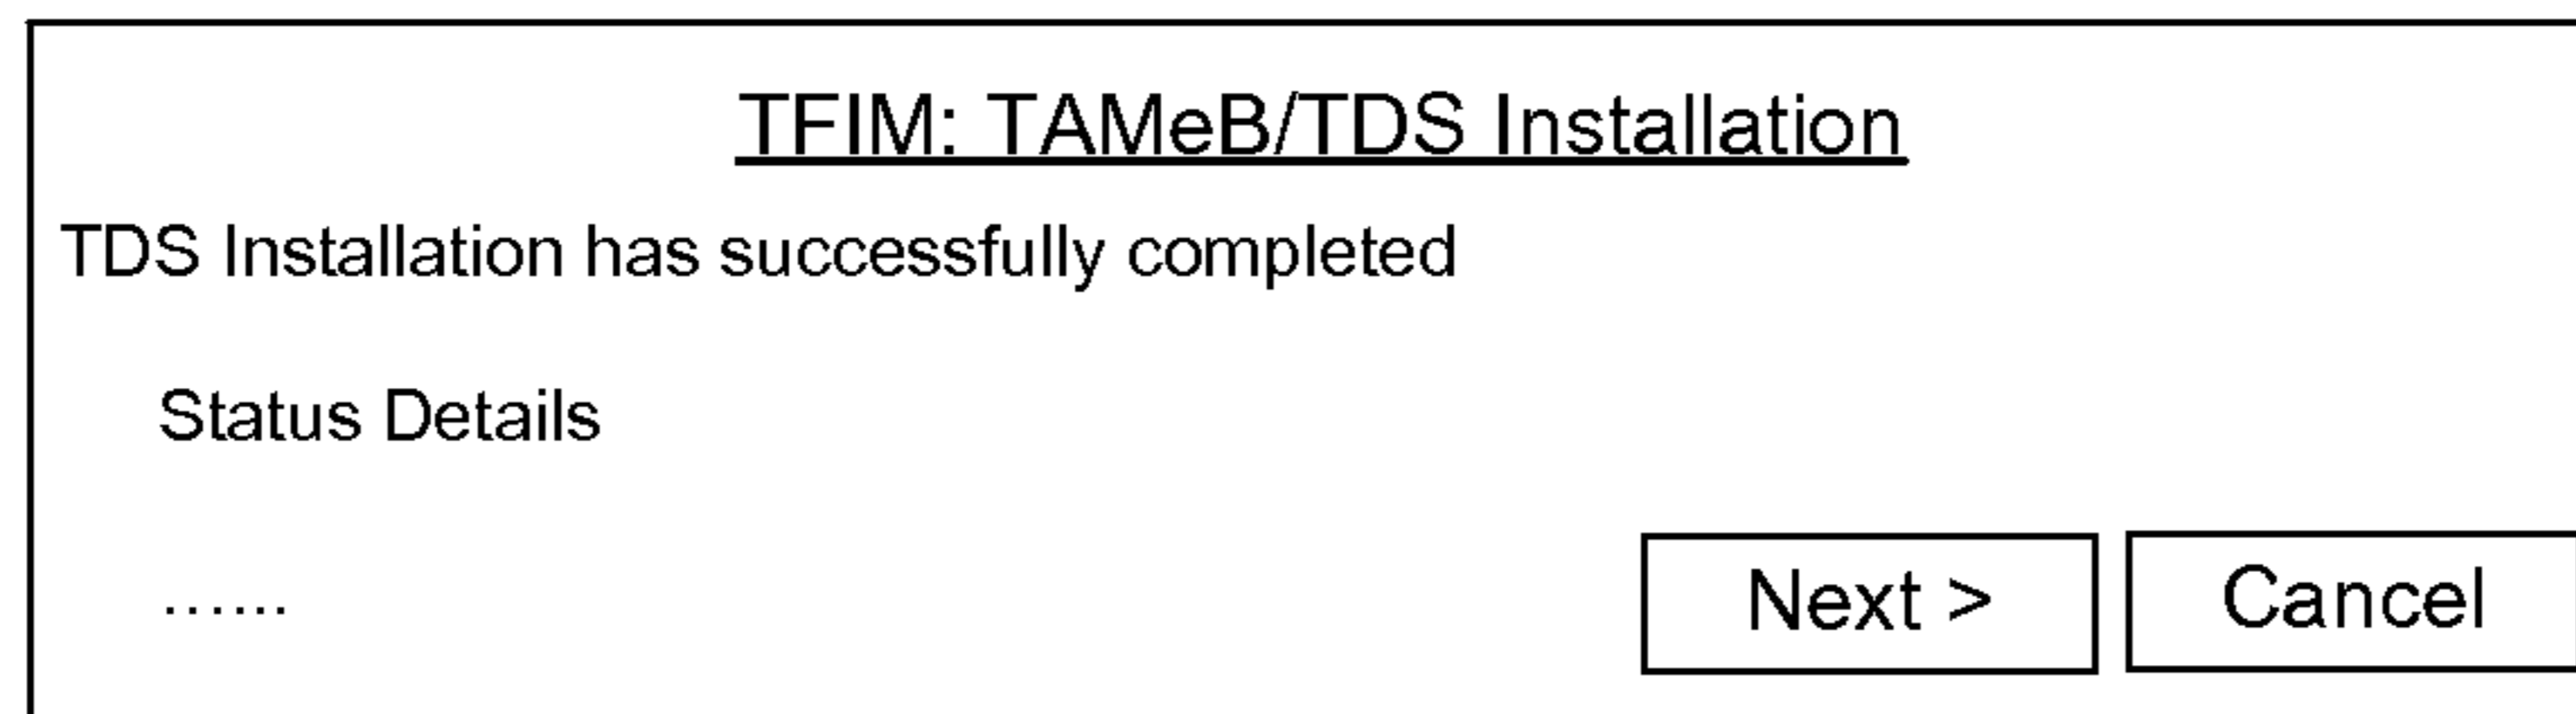 TFIM: TAMeB/TDS Installation
TDS Installation has successfully completed
Status Details
......
Next >
Cancel